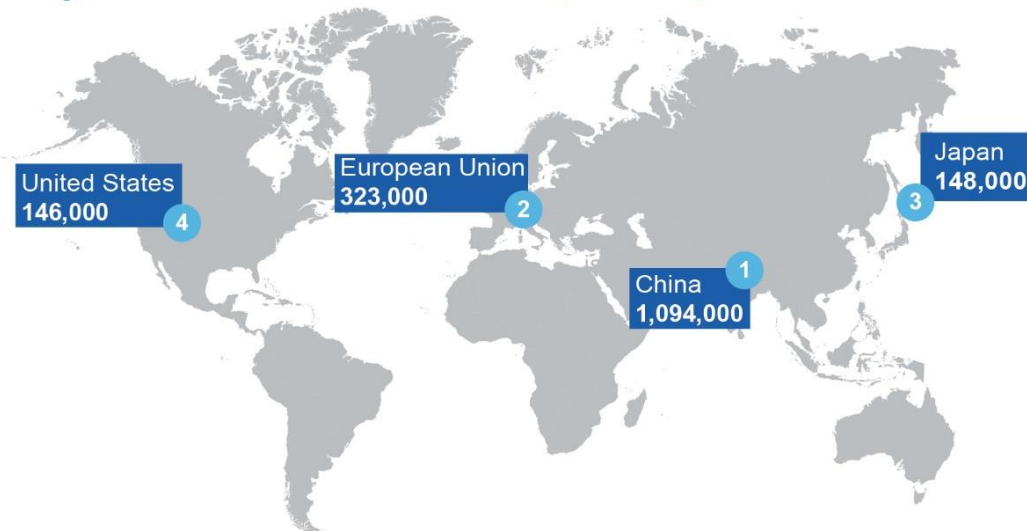 United States
146,000
4
European Union
323,000
2
Japan
148,000
3
China
1,094,000
1